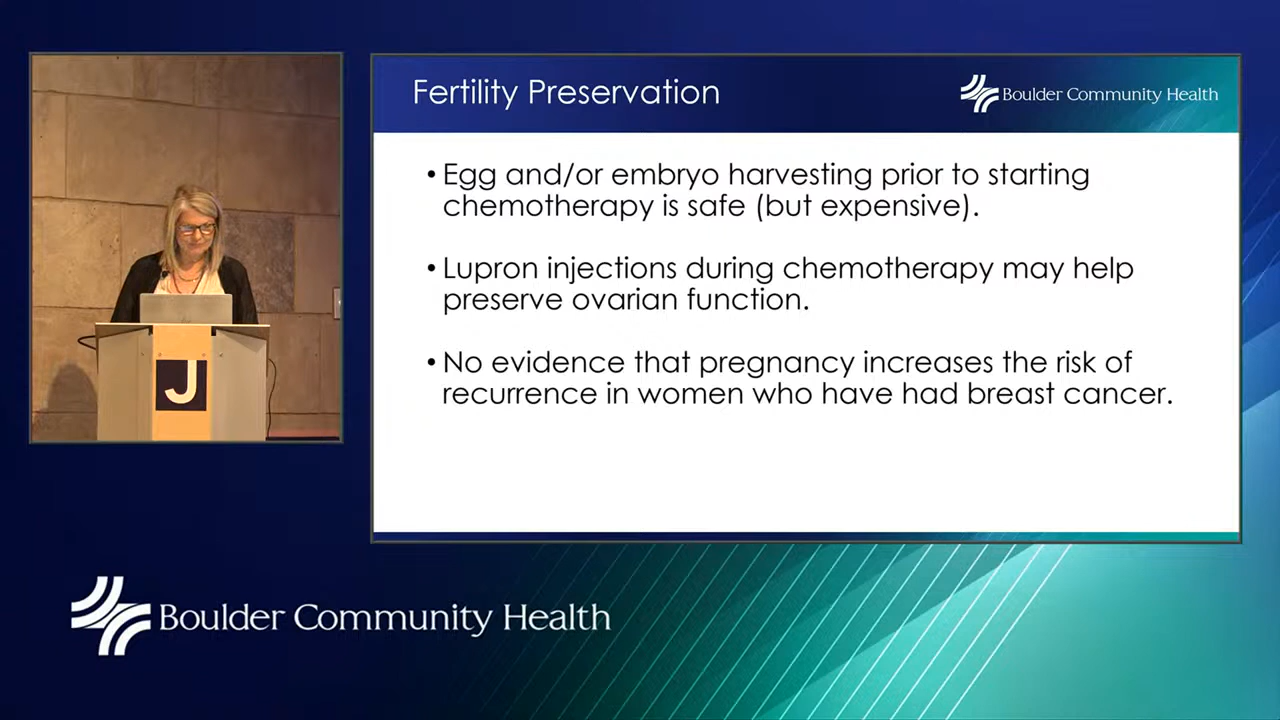 Fertility Preservation
Boulder Community Health
• Egg and/or embryo harvesting prior to starting
chemotherapy is safe (but expensive).
• Lupron injections during chemotherapy may help
preserve ovarian function.
• No evidence that pregnancy increases the risk of
recurrence in women who have had breast cancer.
J
Boulder Community Health